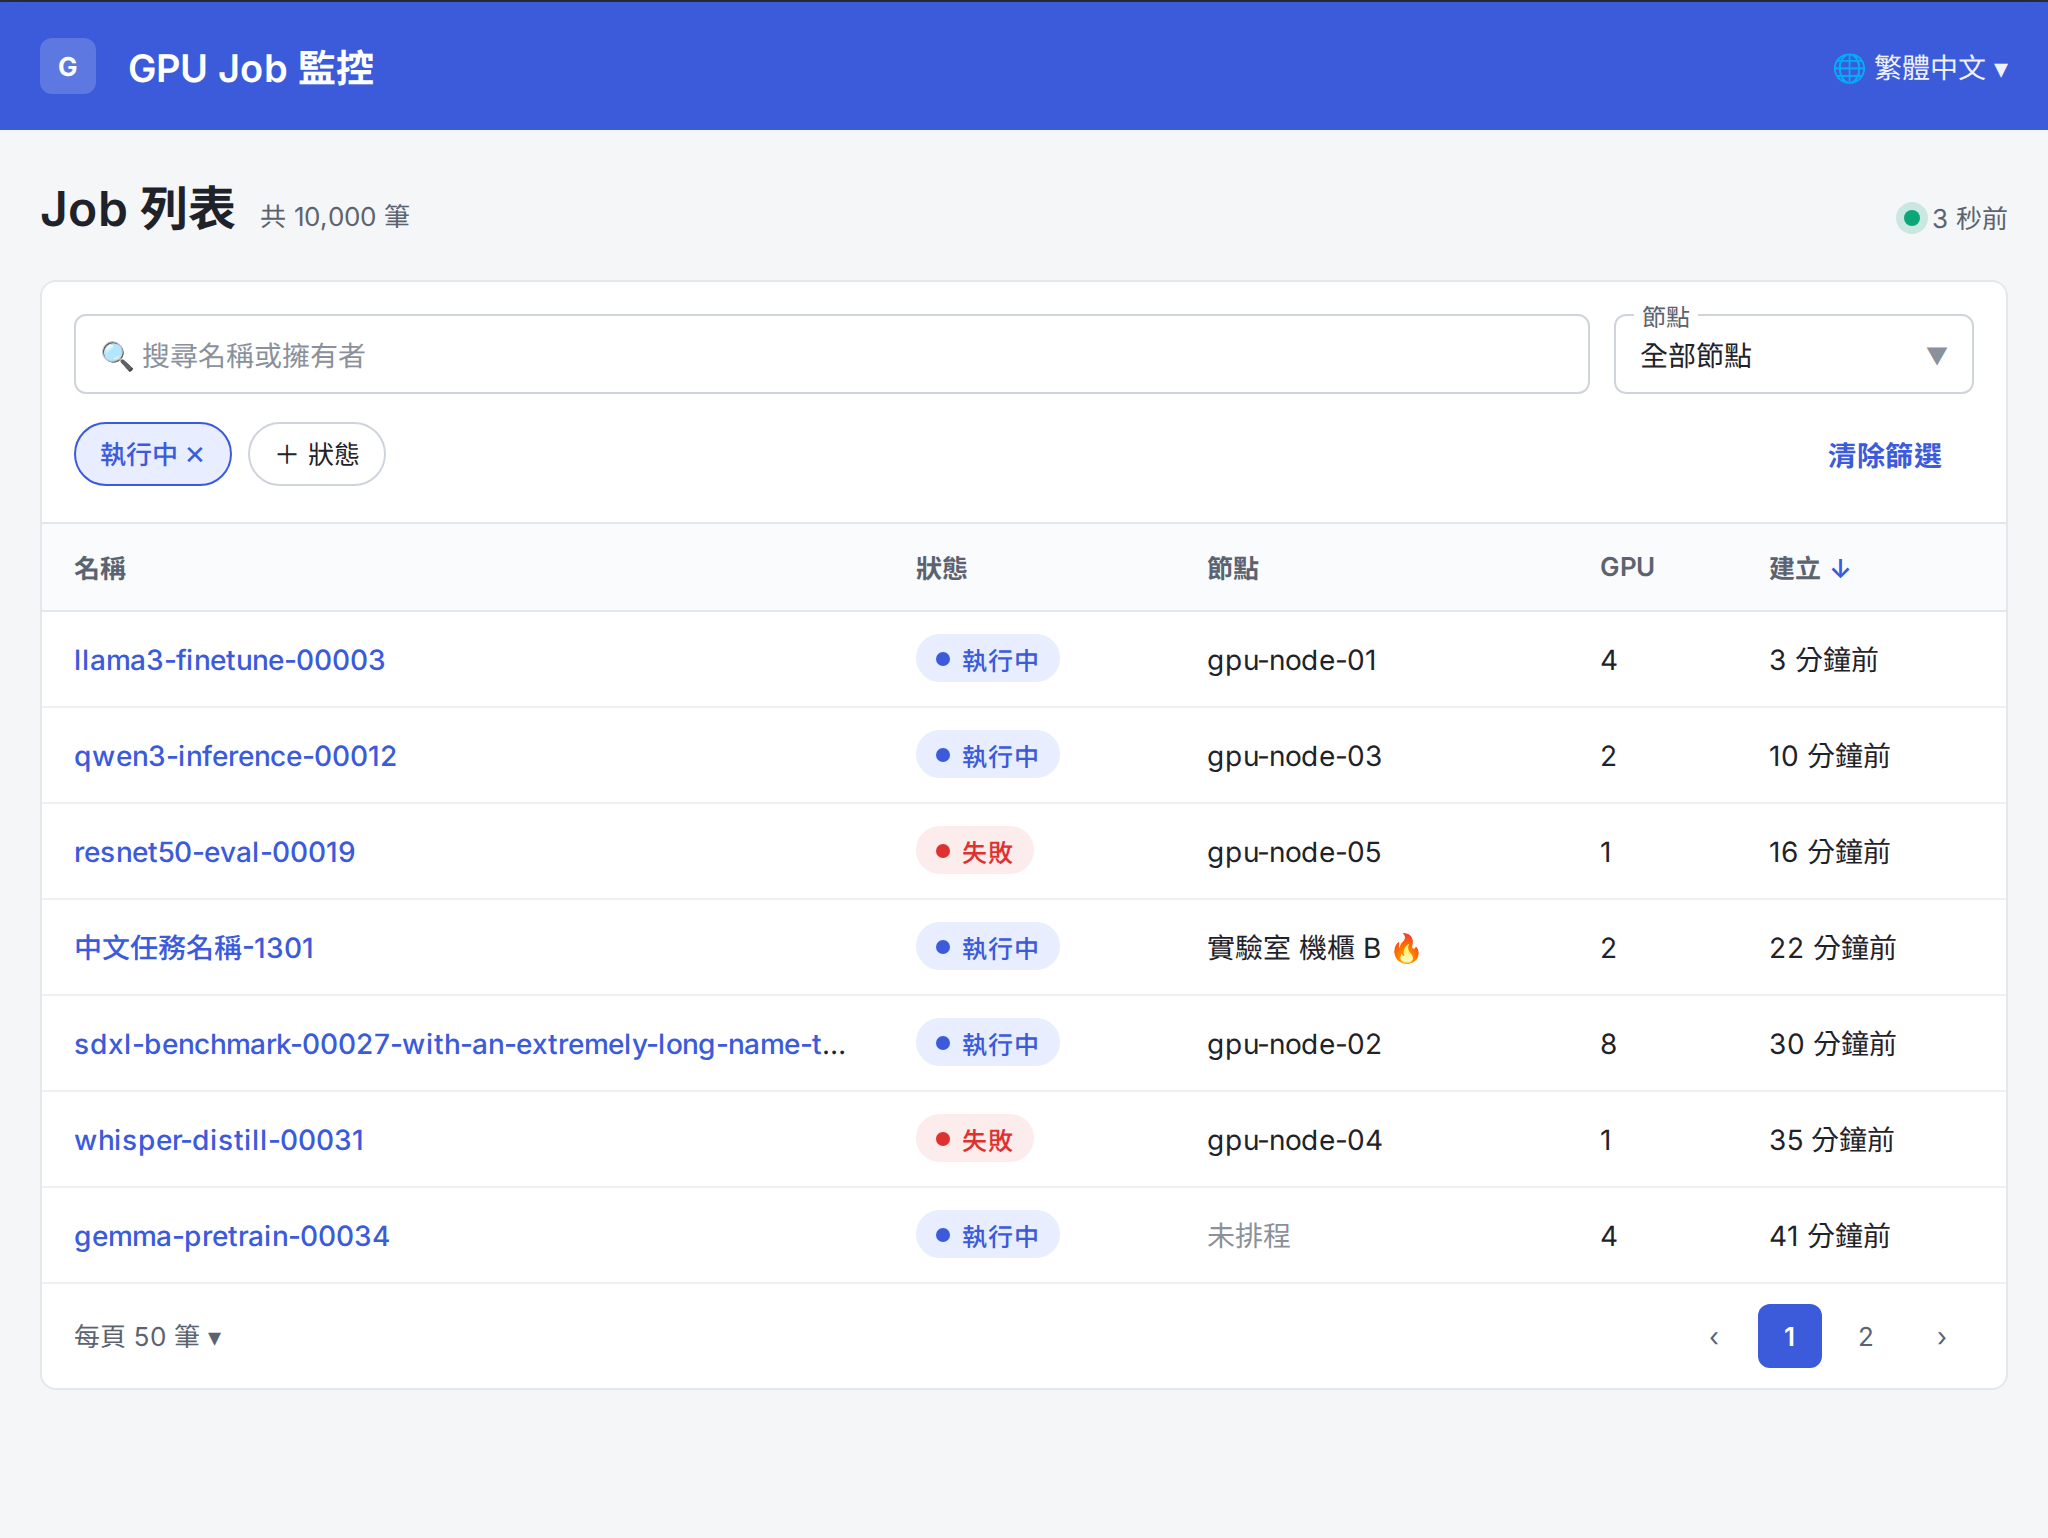 G GPU Job 監控 🌐 繁體中文 ▾
Job 列表 共 10,000 筆 3 秒前
節點
🔍 搜尋名稱或擁有者 全部節點 ▼
執行中 ✕ ＋ 狀態 清除篩選
名稱 狀態 節點 GPU 建立 ↓
llama3-finetune-00003 執行中 gpu-node-01 4 3 分鐘前
qwen3-inference-00012 執行中 gpu-node-03 2 10 分鐘前
resnet50-eval-00019 失敗 gpu-node-05 1 16 分鐘前
中文任務名稱-1301 執行中 實驗室 機櫃 B 🔥 2 22 分鐘前
sdxl-benchmark-00027-with-an-extremely-long-name-t... 執行中 gpu-node-02 8 30 分鐘前
whisper-distill-00031 失敗 gpu-node-04 1 35 分鐘前
gemma-pretrain-00034 執行中 未排程 4 41 分鐘前
每頁 50 筆 ▾ ‹ 1 2 ›